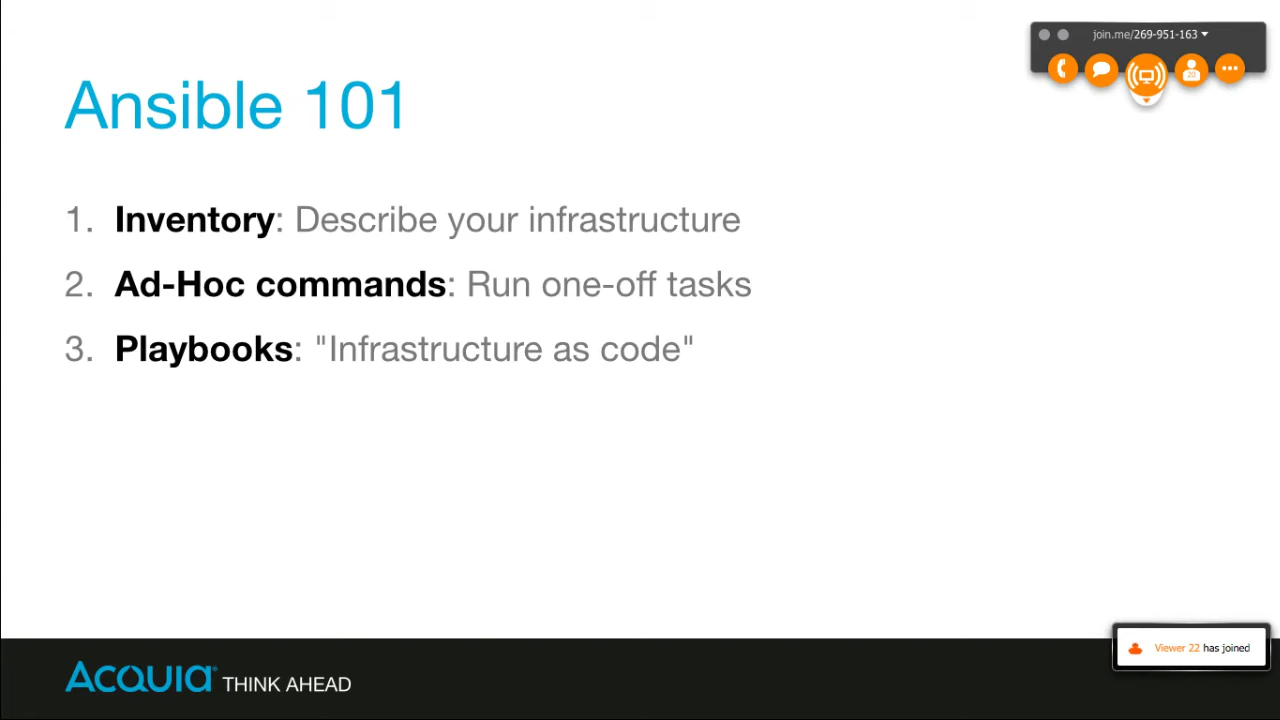 join.me/269-951-163
20
Ansible 101
1. Inventory: Describe your infrastructure
2. Ad-Hoc commands: Run one-off tasks
3. Playbooks: "Infrastructure as code"
Viewer 22 has joined
Acquia® THINK AHEAD